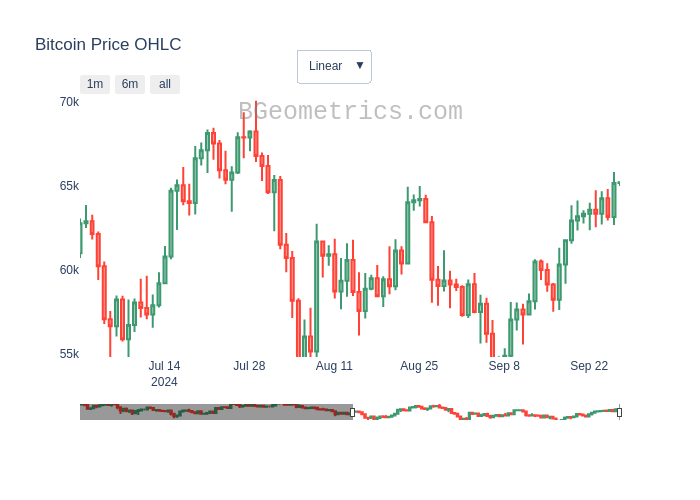 Bitcoin Price OHLC
Linear ▼
1m 6m all
BGeometrics.com
70k
65k
60k
55k
Jul 14 Jul 28 Aug 11 Aug 25 Sep 8 Sep 22
2024